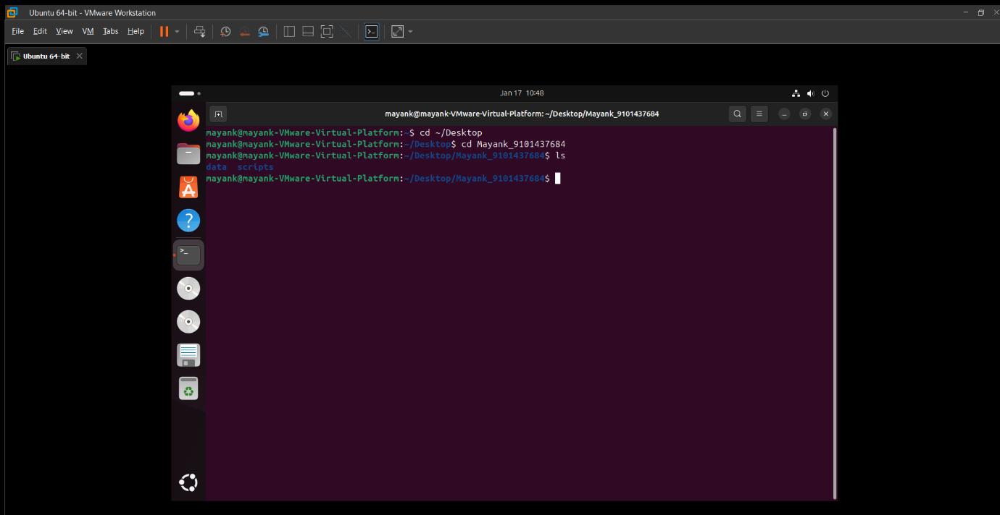 Ubuntu 64-bit - VMware Workstation
File Edit View VM Tabs Help
Ubuntu 64-bit
Jan 17 10:48
mayank@mayank-VMware-Virtual-Platform: ~/Desktop/Mayank_9101437684
mayank@mayank-VMware-Virtual-Platform:~$ cd ~/Desktop
mayank@mayank-VMware-Virtual-Platform:~/Desktop$ cd Mayank_9101437684
mayank@mayank-VMware-Virtual-Platform:~/Desktop/Mayank_9101437684$ ls
data scripts
mayank@mayank-VMware-Virtual-Platform:~/Desktop/Mayank_9101437684$